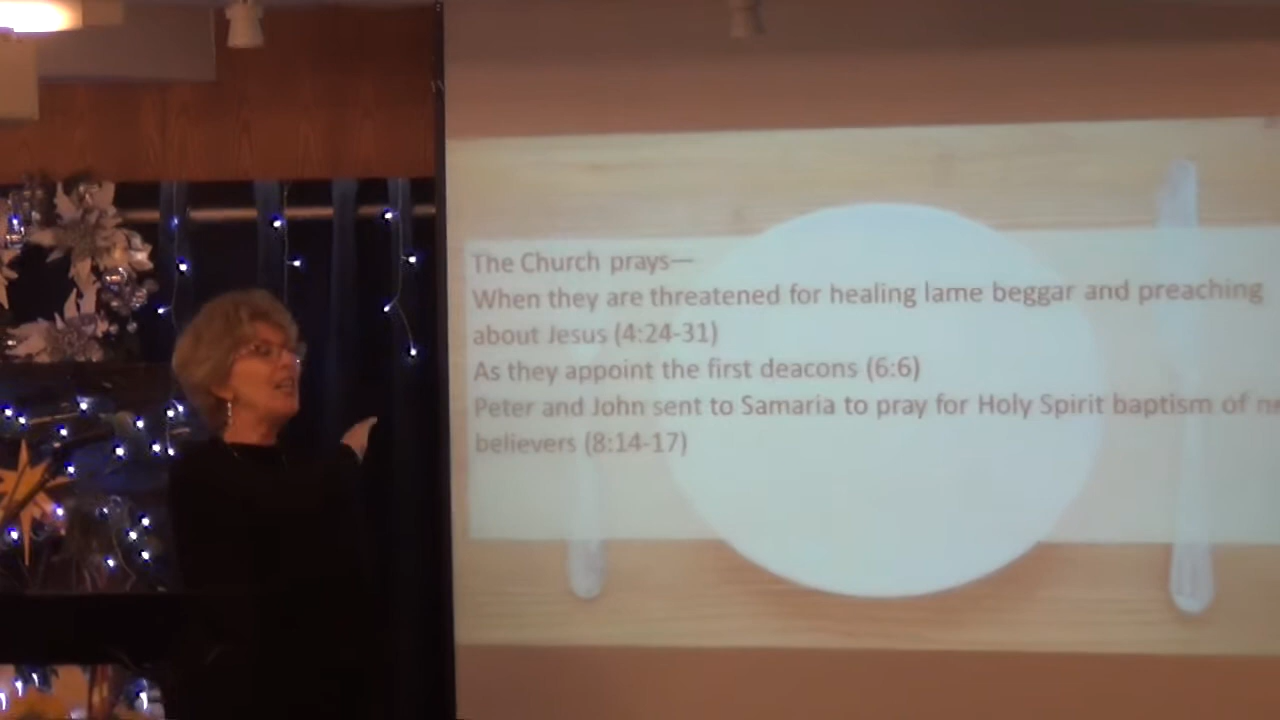 The Church prays—
When they are threatened for healing lame beggar and preaching
about Jesus (4:24-31)
As they appoint the first deacons (6:6)
Peter and John sent to Samaria to pray for Holy Spirit baptism of
believers (8:14-17)